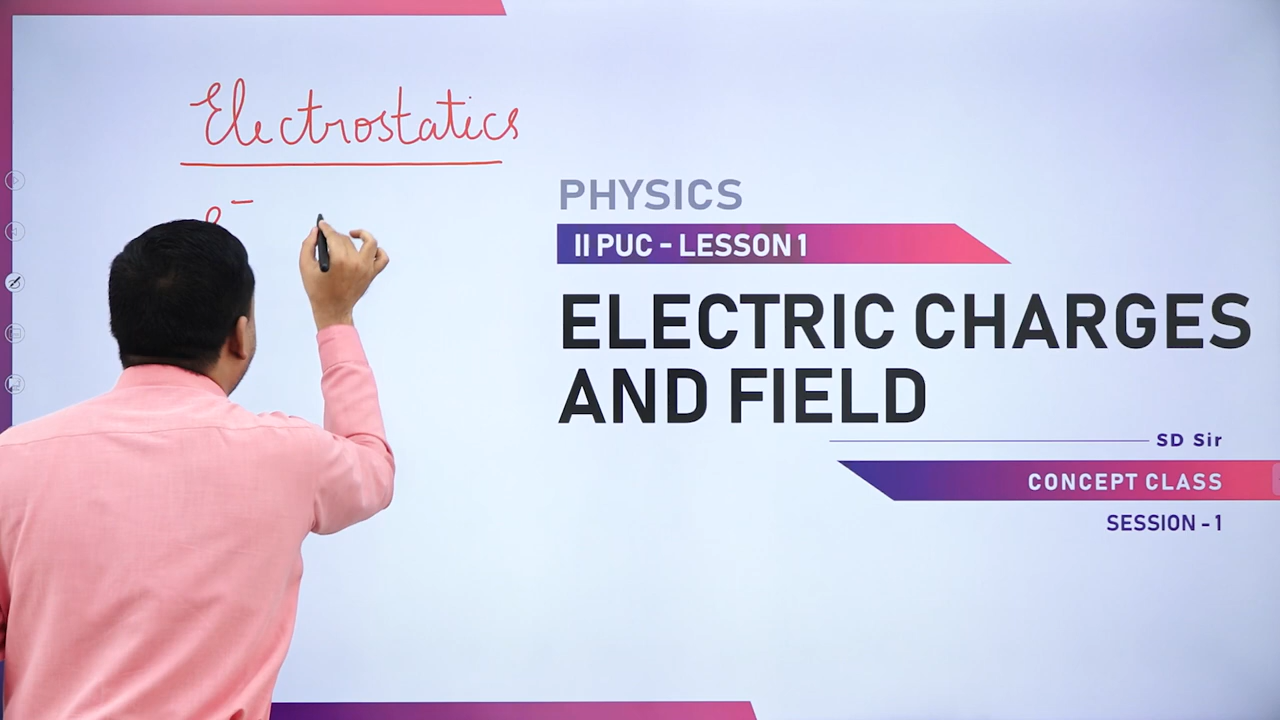 Electrostatics
e⁻
PHYSICS
II PUC - LESSON 1
ELECTRIC CHARGES
AND FIELD
SD Sir
CONCEPT CLASS
SESSION - 1